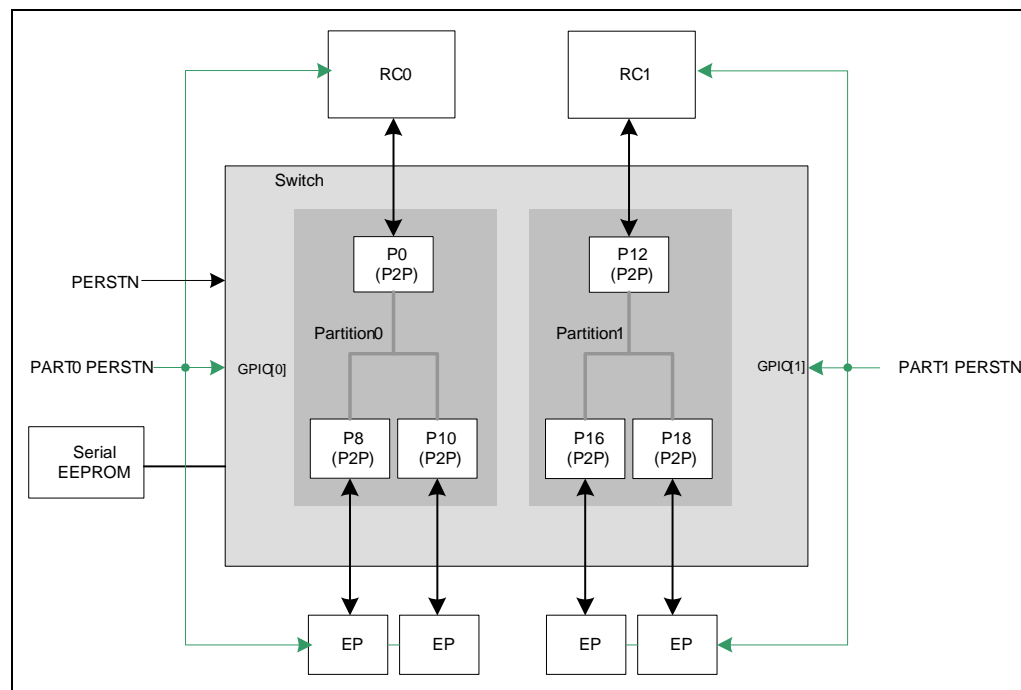 RC0
RC1
Switch
P0
(P2P)
P12
(P2P)
PERSTN
Partition0
Partition1
PART0 PERSTN
GPIO[0]
GPIO[1]
PART1 PERSTN
P8
(P2P)
P10
(P2P)
P16
(P2P)
P18
(P2P)
Serial
EEPROM
EP
EP
EP
EP